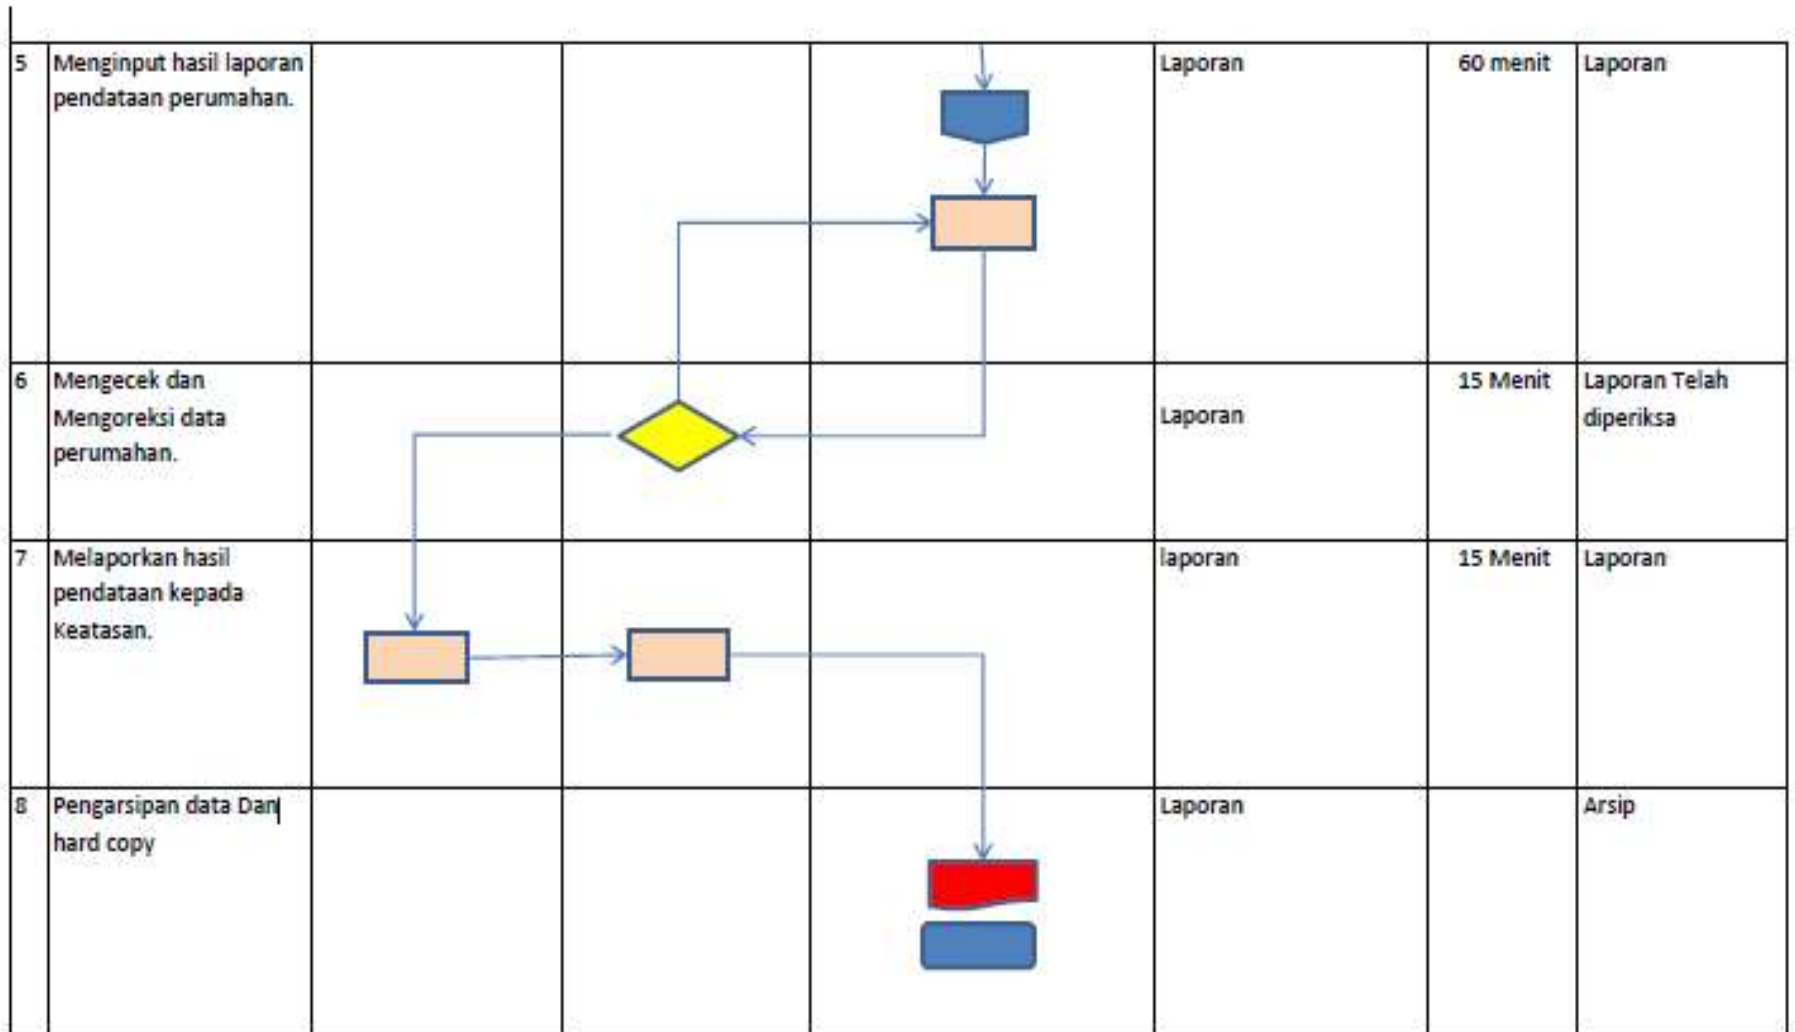 5 Menginput hasil laporan Laporan 60 menit Laporan
pendataan perumahan.
6 Mengecek dan 15 Menit Laporan Telah
Mengoreksi data Laporan diperiksa
perumahan.
7 Melaporkan hasil laporan 15 Menit Laporan
pendataan kepada
Keatasan.
8 Pengarsipan data Dan Laporan Arsip
hard copy